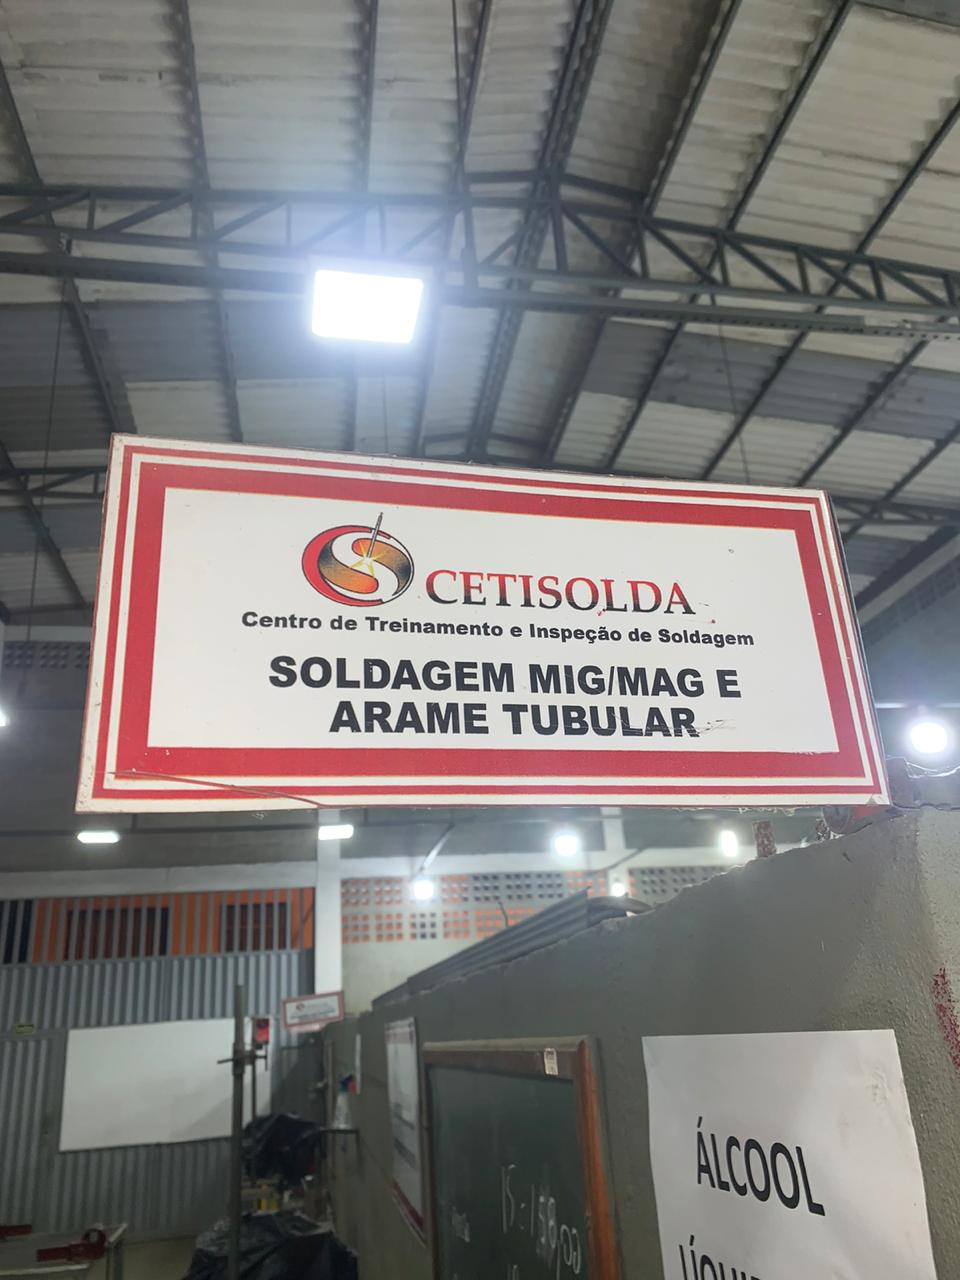 CETISOLDA
Centro de Treinamento e Inspeção de Soldagem
SOLDAGEM MIG/MAG E
ARAME TUBULAR
ÁLCOOL